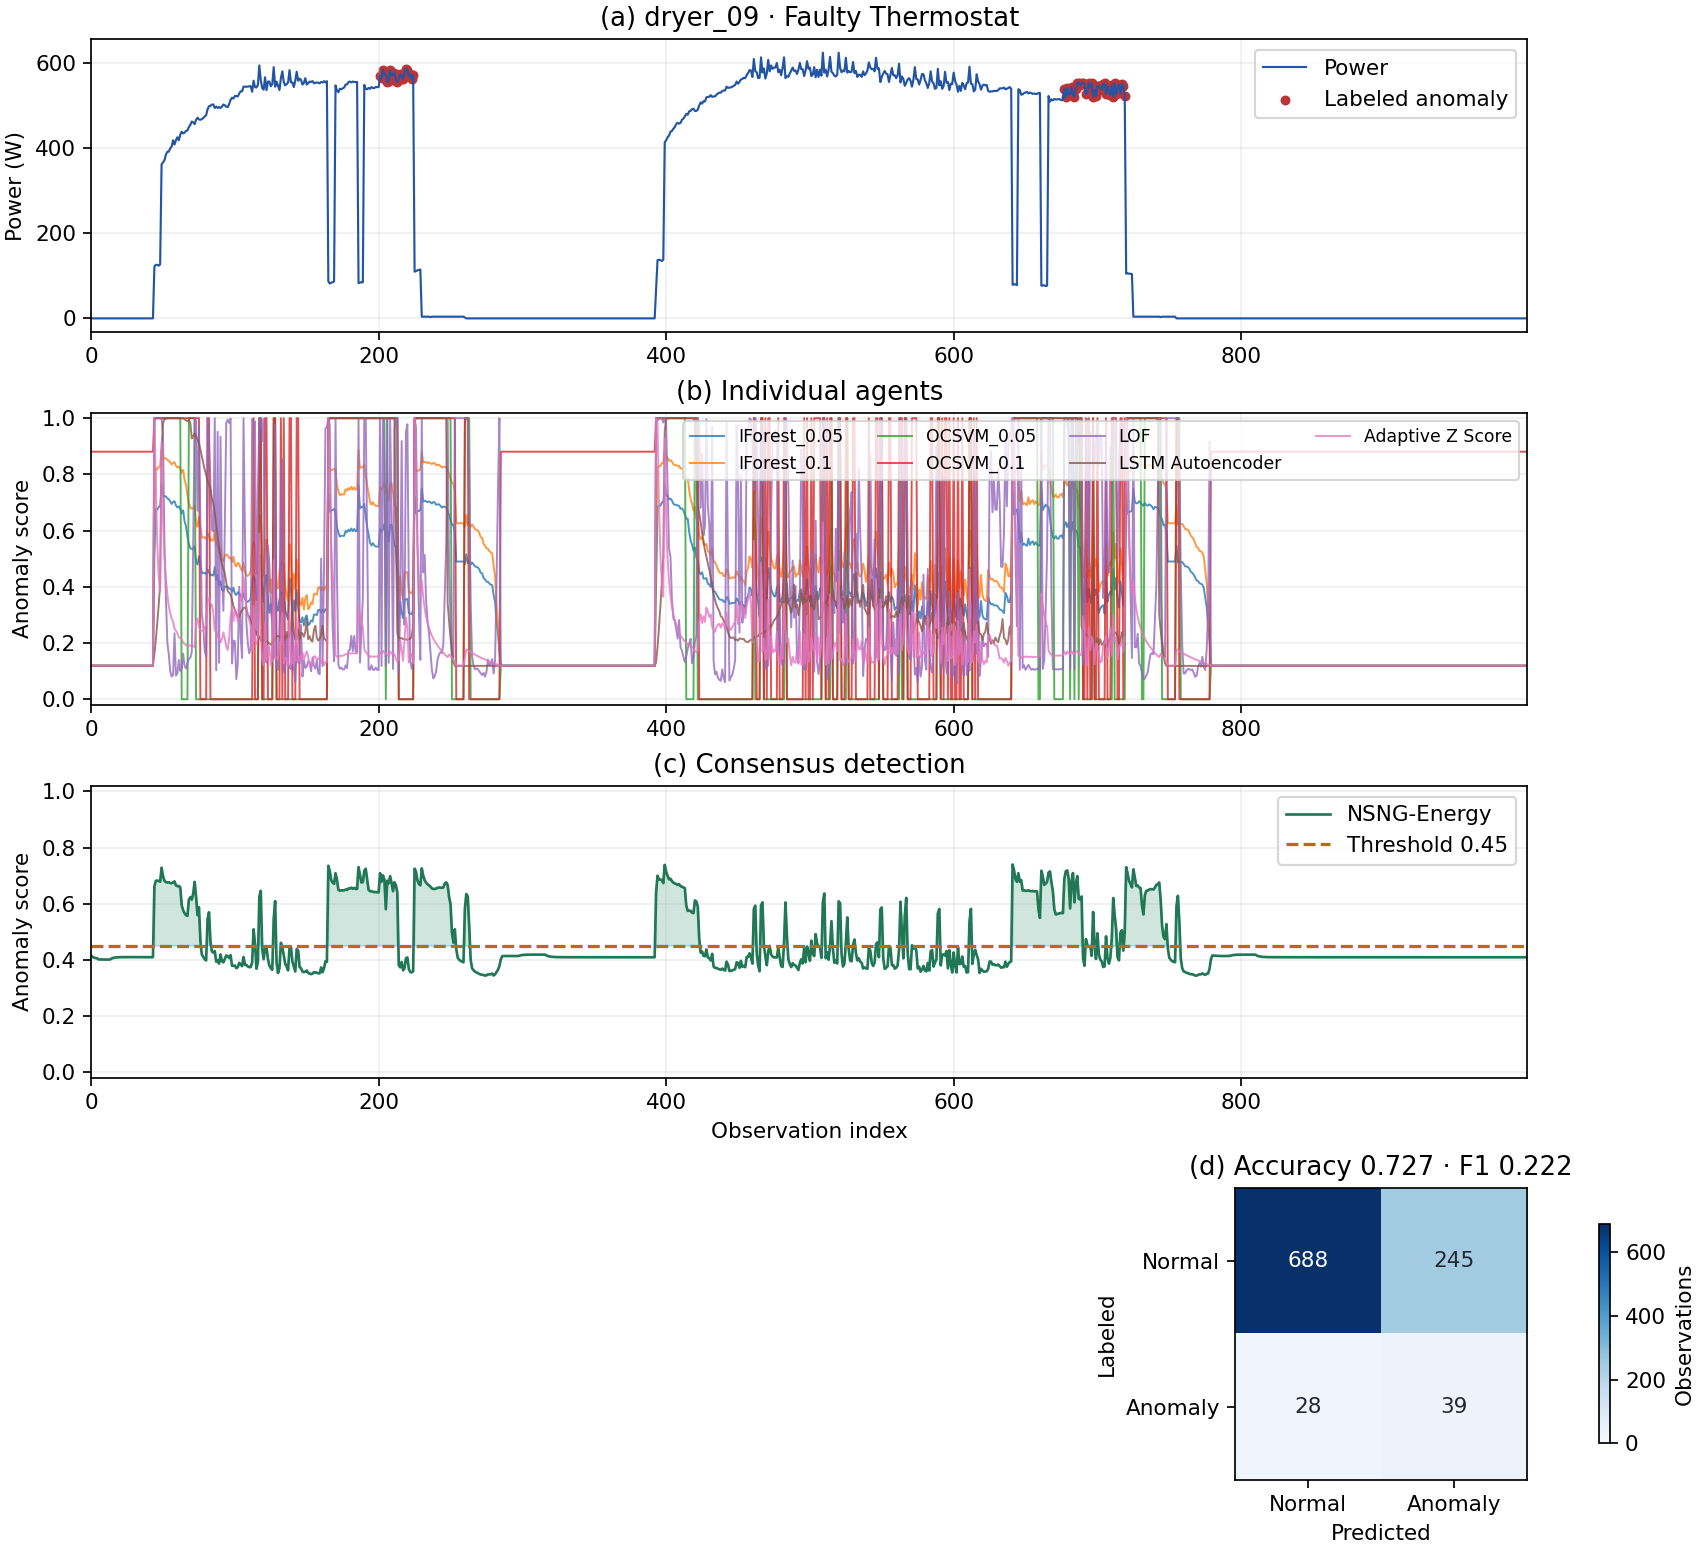 (a) dryer_09 · Faulty Thermostat
Power (W)
600
400
200
0
Power
Labeled anomaly
0 200 400 600 800
(b) Individual agents
Anomaly score
1.0
0.8
0.6
0.4
0.2
0.0
IForest_0.05 OCSVM_0.05 LOF Adaptive Z Score
IForest_0.1 OCSVM_0.1 LSTM Autoencoder
0 200 400 600 800
(c) Consensus detection
Anomaly score
1.0
0.8
0.6
0.4
0.2
0.0
NSNG-Energy
Threshold 0.45
0 200 400 600 800
Observation index
(d) Accuracy 0.727 · F1 0.222
Labeled
Normal 688 245
Anomaly 28 39
Normal Anomaly
Predicted
600
400
200
0
Observations